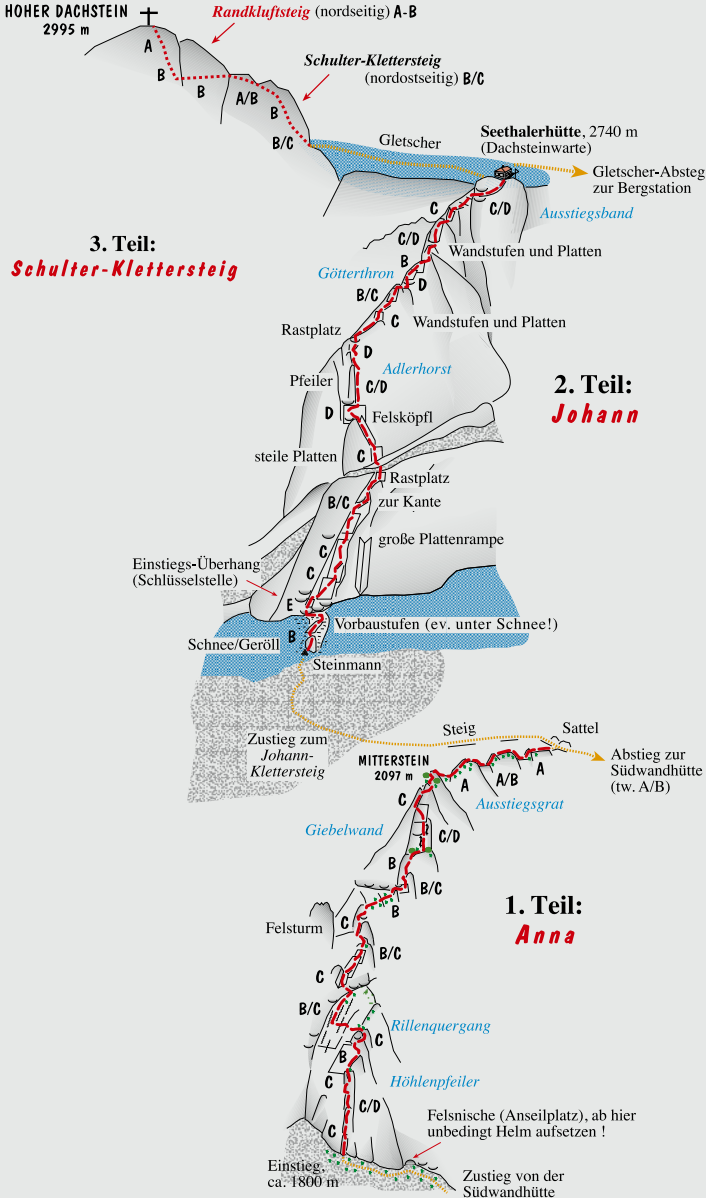 HOHER DACHSTEIN
2995 m
Randkluftsteig (nordseitig) A-B
A
B
B
A/B
B
B/C
Schulter-Klettersteig
(nordostseitig) B/C
Gletscher
Seethalerhütte, 2740 m
(Dachsteinwarte)
Gletscher-Absteg
zur Bergstation
3. Teil:
Schulter-Klettersteig
C
C/D
Ausstiegsband
C/D
Wandstufen und Platten
Götterthron
B
D
B/C
C
Wandstufen und Platten
Rastplatz
D
Adlerhorst
Pfeiler
C/D
2. Teil:
Johann
D
Felsköpfl
steile Platten
C
Rastplatz
B/C
zur Kante
C
große Plattenrampe
Einstiegs-Überhang
(Schlüsselstelle)
C
E
Vorbaustufen (ev. unter Schnee!)
B
Schnee/Geröll
Steinmann
Zustieg zum
Johann-
Klettersteig
Steig
Sattel
Abstieg zur
Südwandhütte
(tw. A/B)
MITTERSTEIN
2097 m
A
A/B
A
Ausstiegsgrat
C
Giebelwand
C/D
B
B/C
B
1. Teil:
Anna
Felsturm
C
B/C
C
B/C
Rillenquergang
C
B
C
Höhlenpfeiler
C/D
C
Felsnische (Anseilplatz), ab hier
unbedingt Helm aufsetzen !
Einstieg,
ca. 1800 m
Zustieg von der
Südwandhütte